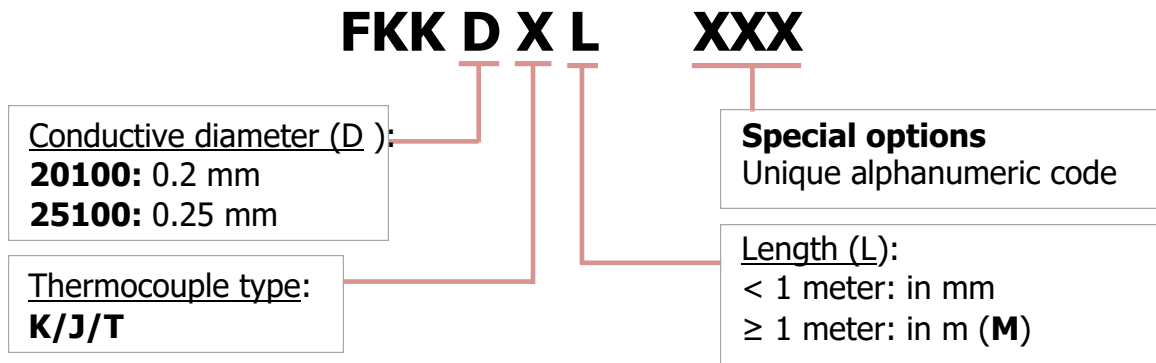 FKK D X L XXX
Conductive diameter (D ):
20100: 0.2 mm
25100: 0.25 mm
Thermocouple type:
K/J/T
Special options
Unique alphanumeric code
Length (L):
< 1 meter: in mm
≥ 1 meter: in m (M)